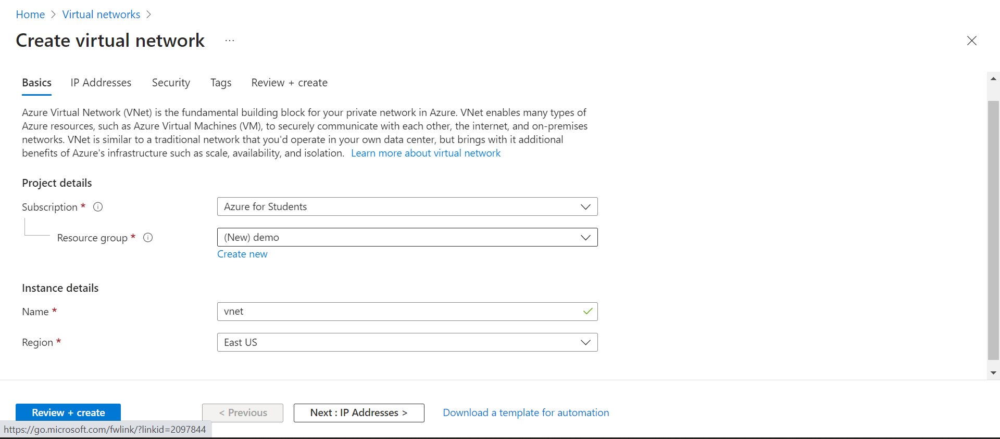 Home > Virtual networks >
Create virtual network ...
Basics IP Addresses Security Tags Review + create
Azure Virtual Network (VNet) is the fundamental building block for your private network in Azure. VNet enables many types of
Azure resources, such as Azure Virtual Machines (VM), to securely communicate with each other, the internet, and on-premises
networks. VNet is similar to a traditional network that you'd operate in your own data center, but brings with it additional
benefits of Azure's infrastructure such as scale, availability, and isolation. Learn more about virtual network
Project details
Subscription * Azure for Students
Resource group * (New) demo
Create new
Instance details
Name * vnet
Region * East US
Review + create < Previous Next : IP Addresses > Download a template for automation
https://go.microsoft.com/fwlink/?linkid=2097844